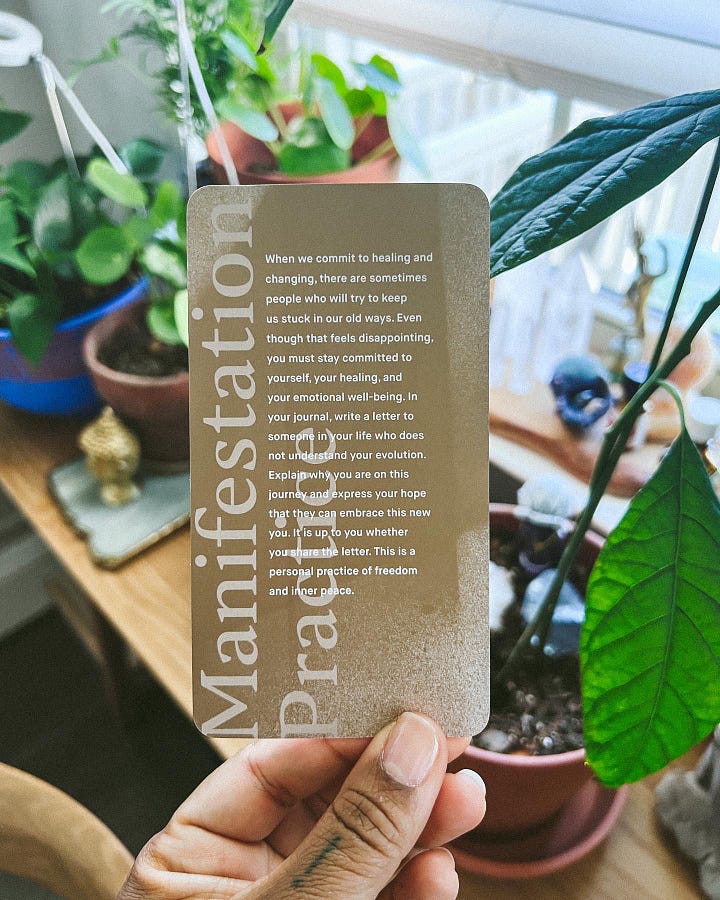 Manifestation
Practice
When we commit to healing and
changing, there are sometimes
people who will try to keep
us stuck in our old ways. Even
though that feels disappointing,
you must stay committed to
yourself, your healing, and
your emotional well-being. In
your journal, write a letter to
someone in your life who does
not understand your evolution.
Explain why you are on this
journey and express your hope
that they can embrace this new
you. It is up to you whether
you share the letter. This is a
personal practice of freedom
and inner peace.